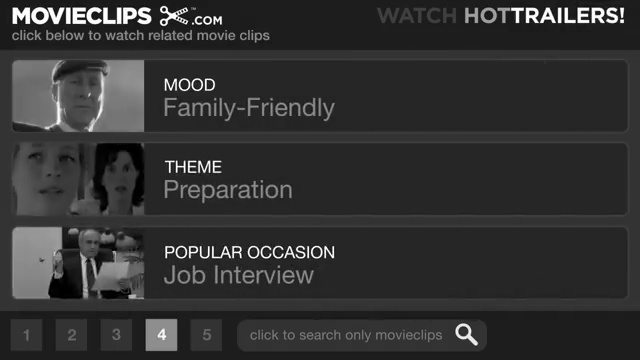 MOVIECLIPS.COM™ WATCH HOTTRAILERS!
click below to watch related movie clips
MOOD
Family-Friendly
THEME
Preparation
POPULAR OCCASION
Job Interview
1 2 3 4 5 click to search only movieclips